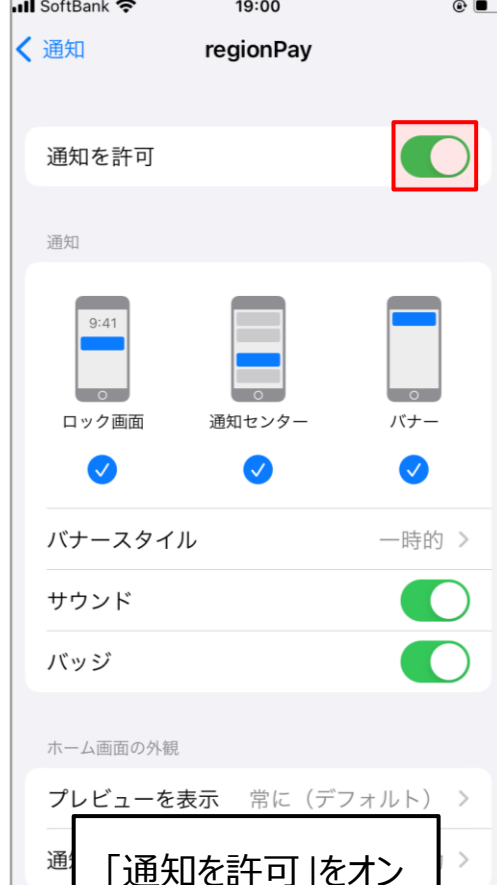 SoftBank 19:00
通知 regionPay
通知を許可
通知
9:41
ロック画面 通知センター バナー
バナースタイル 一時的
サウンド
バッジ
ホーム画面の外観
プレビューを表示 常に（デフォルト）
通
「通知を許可」をオン